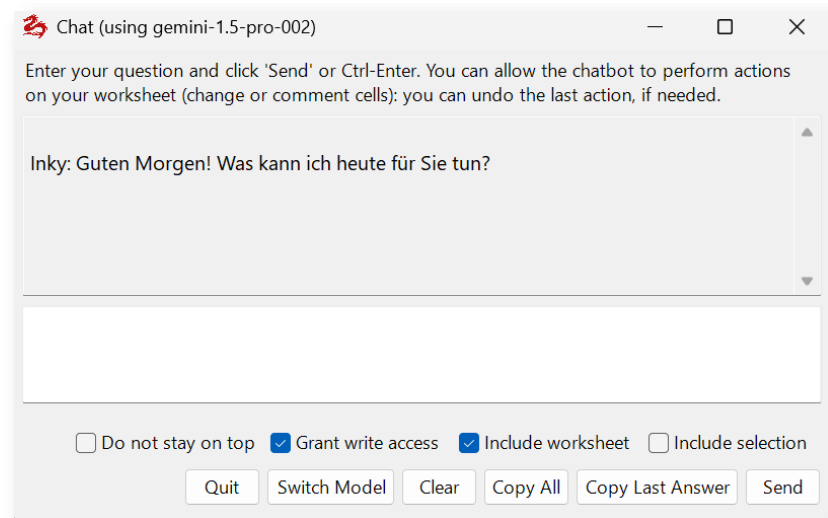 Chat (using gemini-1.5-pro-002)
Enter your question and click 'Send' or Ctrl-Enter. You can allow the chatbot to perform actions
on your worksheet (change or comment cells): you can undo the last action, if needed.
Inky: Guten Morgen! Was kann ich heute für Sie tun?
Do not stay on top Grant write access Include worksheet Include selection
Quit Switch Model Clear Copy All Copy Last Answer Send